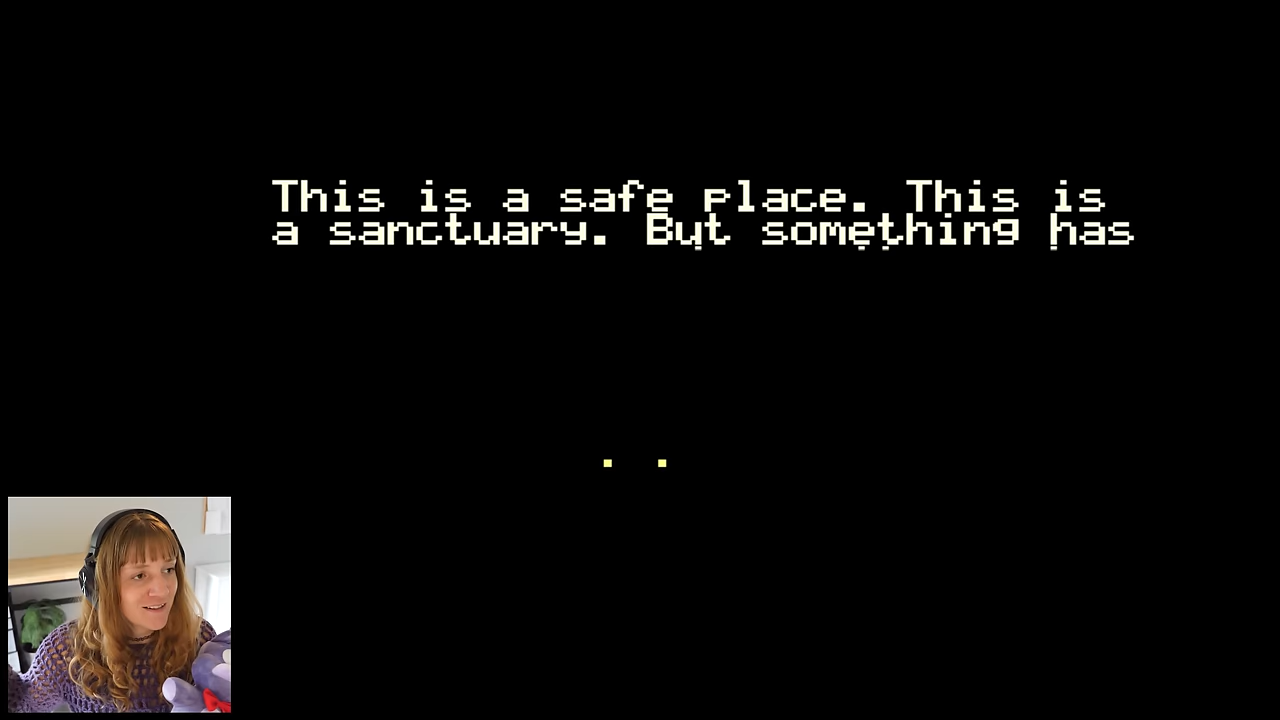 This is a safe place. This is
a sanctuary. But something has
. .